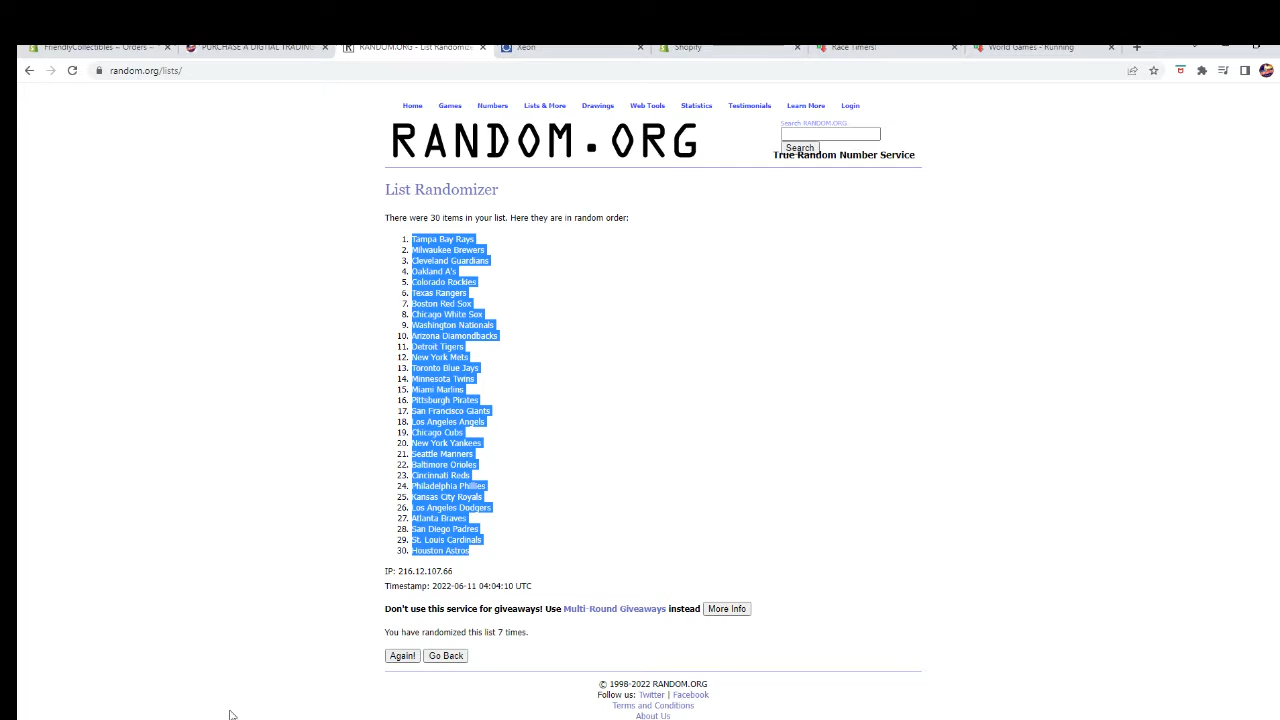 FriendlyCollectibles ~ Orders ~
PURCHASE A DIGTIAL TRADING
RANDOM.ORG - List Randomize
Xeon
Shopify
Race Timers!
World Games - Running
random.org/lists/
Home Games Numbers Lists & More Drawings Web Tools Statistics Testimonials Learn More Login
RANDOM.ORG
Search RANDOM.ORG
Search
True Random Number Service
List Randomizer
There were 30 items in your list. Here they are in random order:
1. Tampa Bay Rays
2. Milwaukee Brewers
3. Cleveland Guardians
4. Oakland A's
5. Colorado Rockies
6. Texas Rangers
7. Boston Red Sox
8. Chicago White Sox
9. Washington Nationals
10. Arizona Diamondbacks
11. Detroit Tigers
12. New York Mets
13. Toronto Blue Jays
14. Minnesota Twins
15. Miami Marlins
16. Pittsburgh Pirates
17. San Francisco Giants
18. Los Angeles Angels
19. Chicago Cubs
20. New York Yankees
21. Seattle Mariners
22. Baltimore Orioles
23. Cincinnati Reds
24. Philadelphia Phillies
25. Kansas City Royals
26. Los Angeles Dodgers
27. Atlanta Braves
28. San Diego Padres
29. St. Louis Cardinals
30. Houston Astros
IP: 216.12.107.66
Timestamp: 2022-06-11 04:04:10 UTC
Don't use this service for giveaways! Use Multi-Round Giveaways instead More Info
You have randomized this list 7 times.
Again! Go Back
© 1998-2022 RANDOM.ORG
Follow us: Twitter | Facebook
Terms and Conditions
About Us